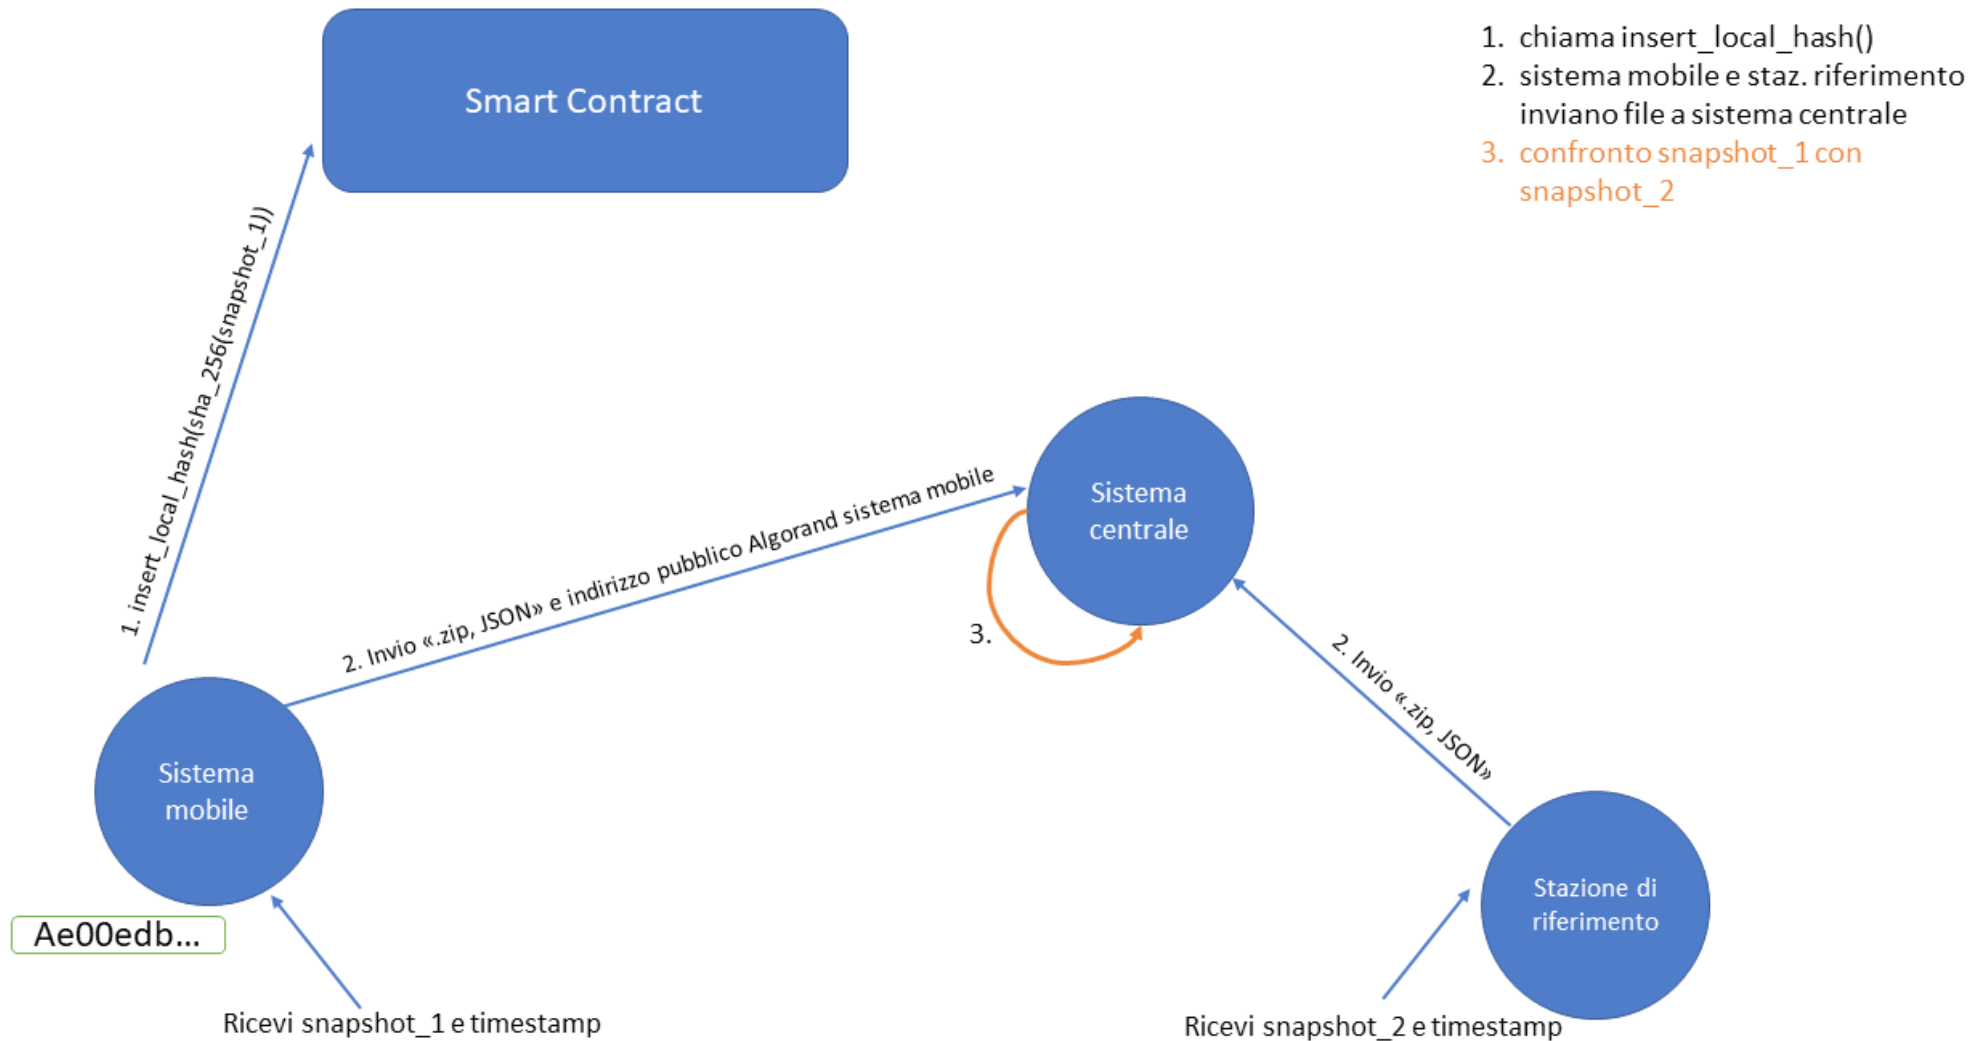 Smart Contract
1. chiama insert_local_hash()
2. sistema mobile e staz. riferimento
inviano file a sistema centrale
3. confronto snapshot_1 con
snapshot_2
1. insert_local_hash(sha_256(snapshot_1))
2. Invio «.zip, JSON» e indirizzo pubblico Algorand sistema mobile
Sistema
centrale
3.
2. Invio «.zip, JSON»
Sistema
mobile
Stazione di
riferimento
Ae00edb...
Ricevi snapshot_1 e timestamp
Ricevi snapshot_2 e timestamp